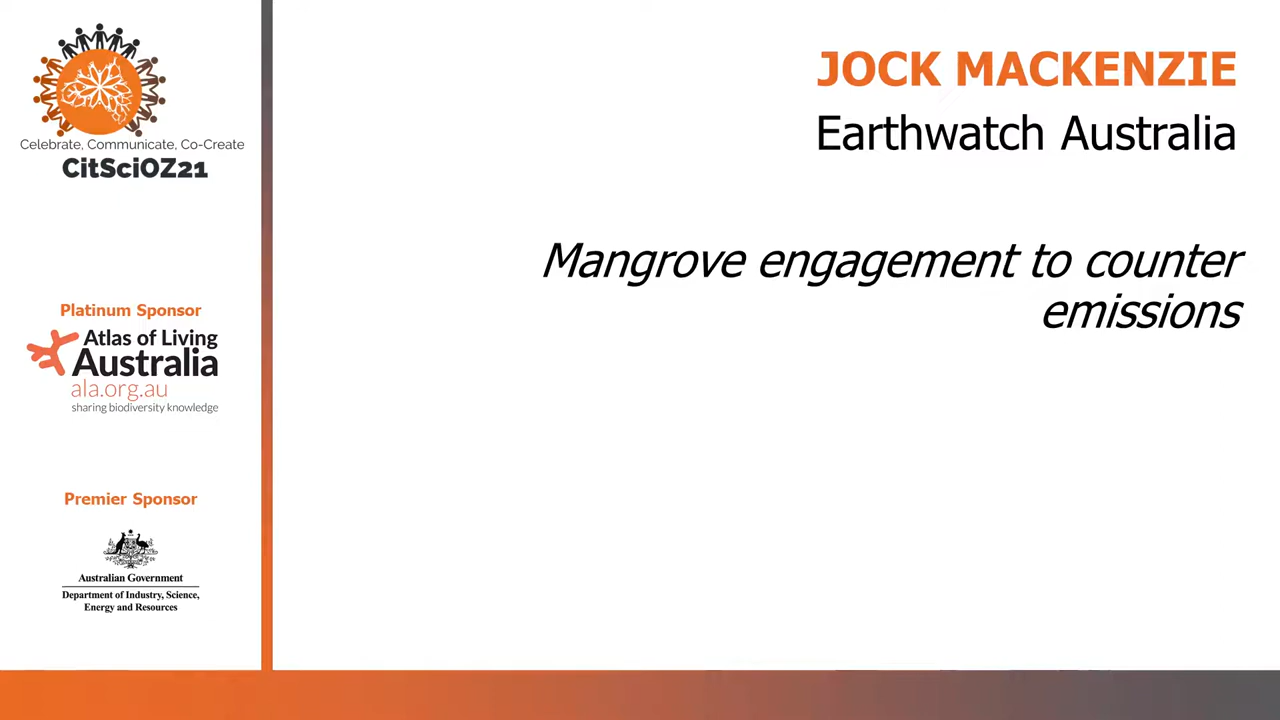 Celebrate, Communicate, Co-Create
CitSciOZ21
Platinum Sponsor
Atlas of Living
Australia
ala.org.au
sharing biodiversity knowledge
Premier Sponsor
Australian Government
Department of Industry, Science,
Energy and Resources
JOCK MACKENZIE
Earthwatch Australia
Mangrove engagement to counter
emissions